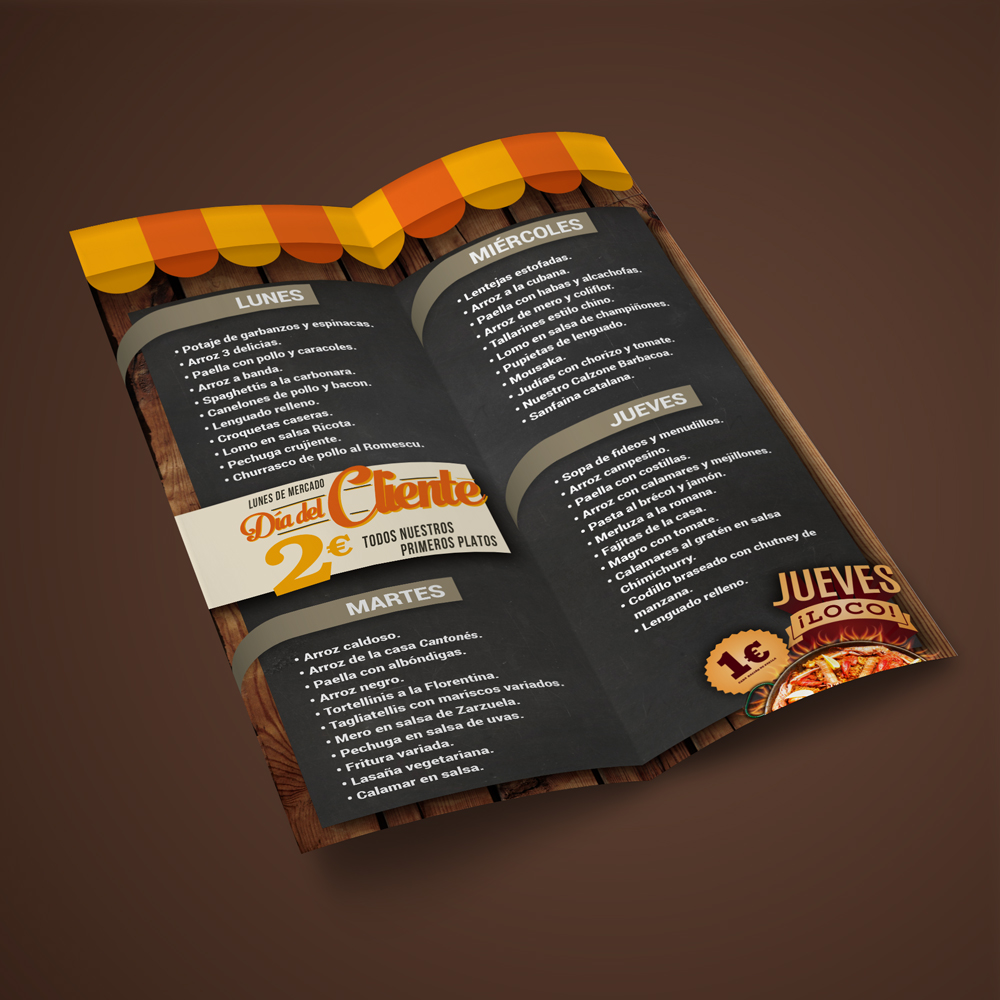 LUNES
• Potaje de garbanzos y espinacas.
• Arroz 3 delicias.
• Paella con pollo y caracoles.
• Arroz a banda.
• Spaghettis a la carbonara.
• Canelones de pollo y bacon.
• Lenguado relleno.
• Croquetas caseras.
• Lomo en salsa Ricota.
• Pechuga crujiente.
• Churrasco de pollo al Romescu.
LUNES DE MERCADO
Día del Cliente
2€ TODOS NUESTROS
PRIMEROS PLATOS
MARTES
• Arroz caldoso.
• Arroz de la casa Cantonés.
• Paella con albóndigas.
• Arroz negro.
• Tortellinis a la Florentina.
• Tagliatellis con mariscos variados.
• Mero en salsa de Zarzuela.
• Pechuga en salsa de uvas.
• Fritura variada.
• Lasaña vegetariana.
• Calamar en salsa.
MIÉRCOLES
• Lentejas estofadas.
• Arroz a la cubana.
• Paella con habas y alcachofas.
• Arroz de mero y coliflor.
• Tallarines estilo chino.
• Lomo en salsa de champiñones.
• Pupietas de lenguado.
• Mousaka.
• Judías con chorizo y tomate.
• Nuestro Calzone Barbacoa.
• Sanfaina catalana.
JUEVES
• Sopa de fideos y menudillos.
• Arroz campesino.
• Paella con costillas.
• Arroz con calamares y mejillones.
• Pasta al brécol y jamón.
• Merluza a la romana.
• Fajitas de la casa.
• Magro con tomate.
• Calamares al gratén en salsa
Chimichurry.
• Codillo braseado con chutney de
manzana.
• Lenguado relleno.
JUEVES
¡LOCO!
1€